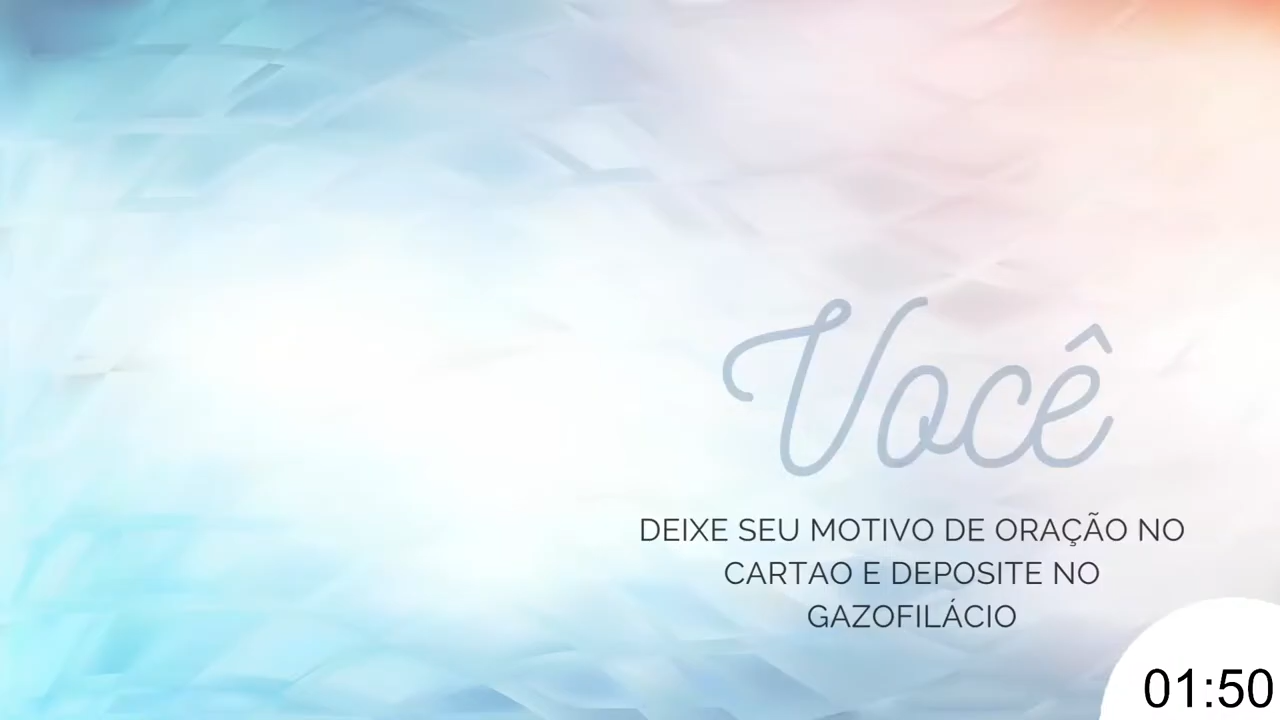 Você
DEIXE SEU MOTIVO DE ORAÇÃO NO
CARTAO E DEPOSITE NO
GAZOFILÁCIO
01:50